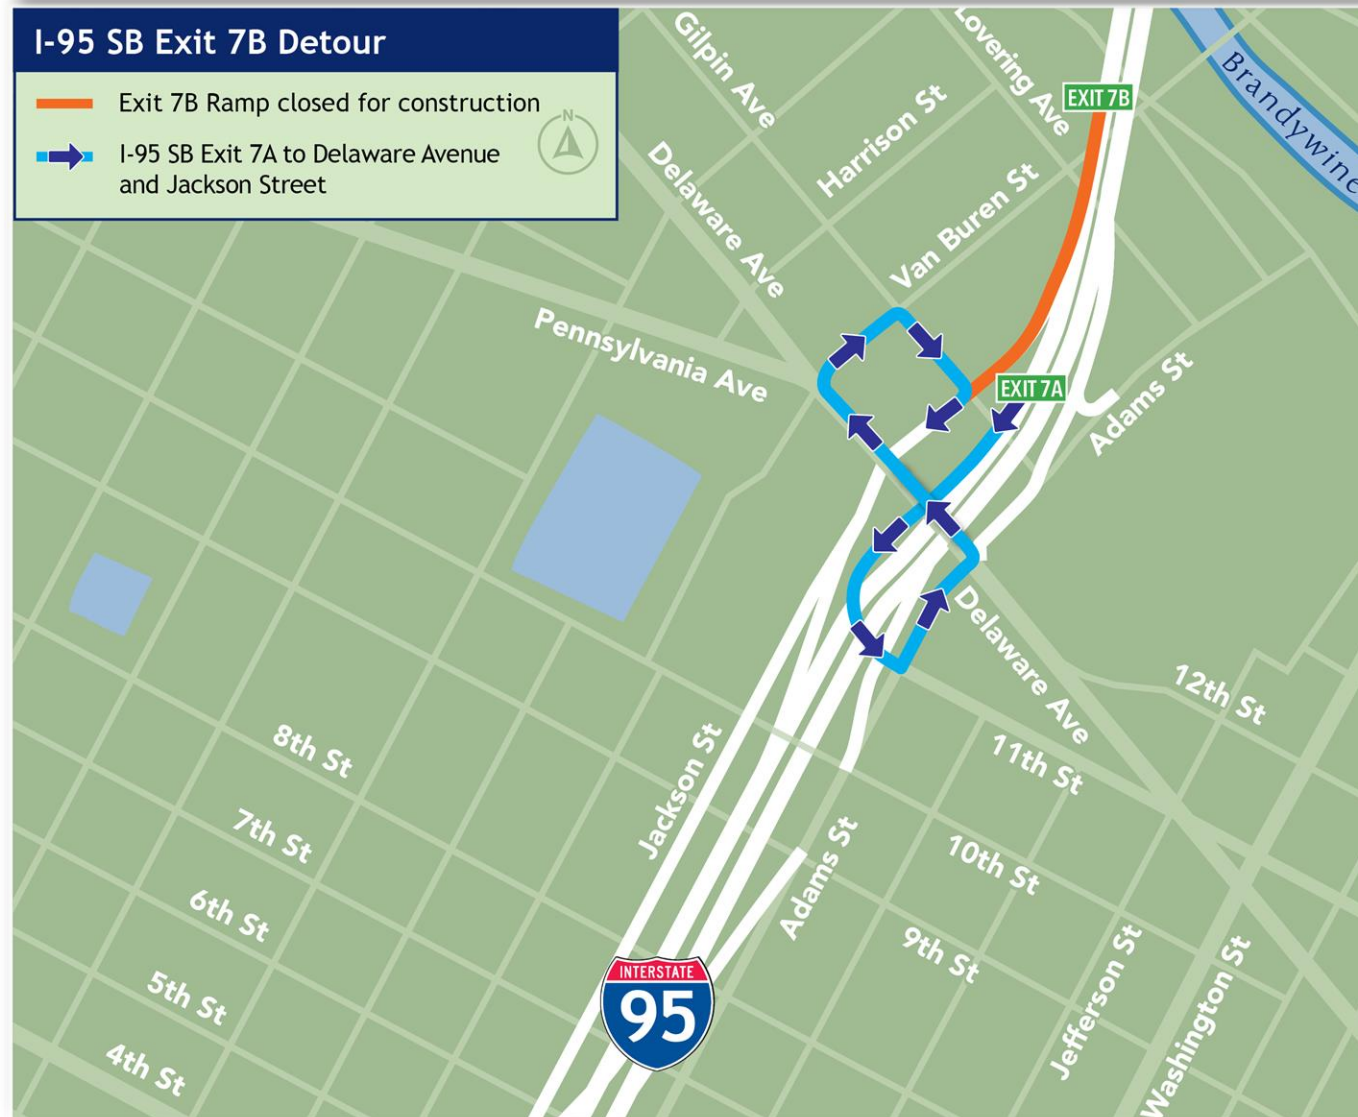 I-95 SB Exit 7B Detour
Exit 7B Ramp closed for construction
N
I-95 SB Exit 7A to Delaware Avenue
and Jackson Street
Gilpin Ave
Lovering Ave
Brandywine
EXIT 7B
Harrison St
Delaware Ave
Van Buren St
Pennsylvania Ave
EXIT 7A
Adams St
Delaware Ave
12th St
11th St
8th St
Jackson St
7th St
Adams St
10th St
6th St
9th St
5th St
Jefferson St
Washington St
INTERSTATE
95
4th St